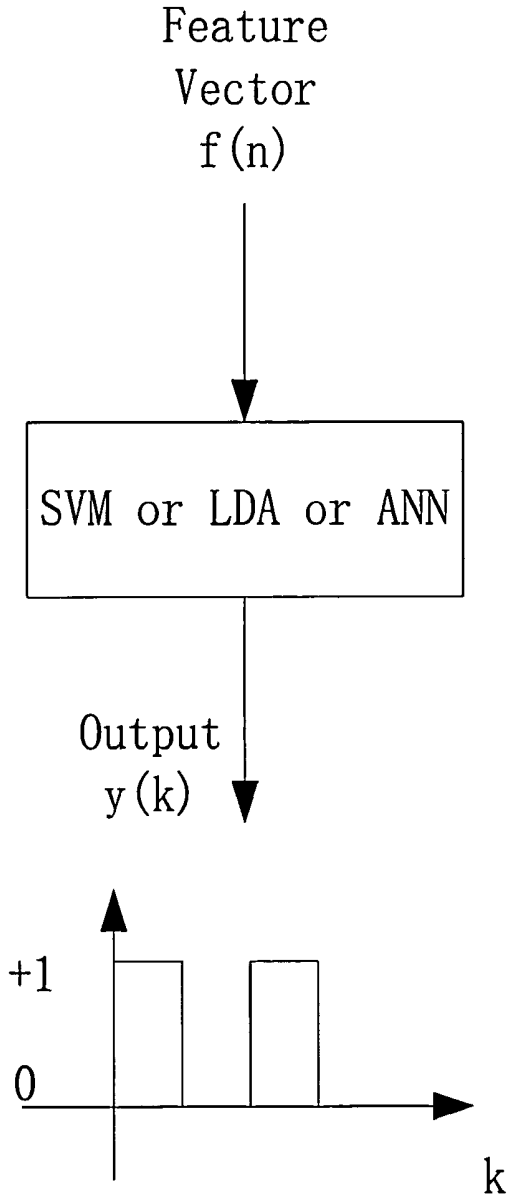 Feature
Vector
f(n)
SVM or LDA or ANN
Output
y(k)
+1
0
k